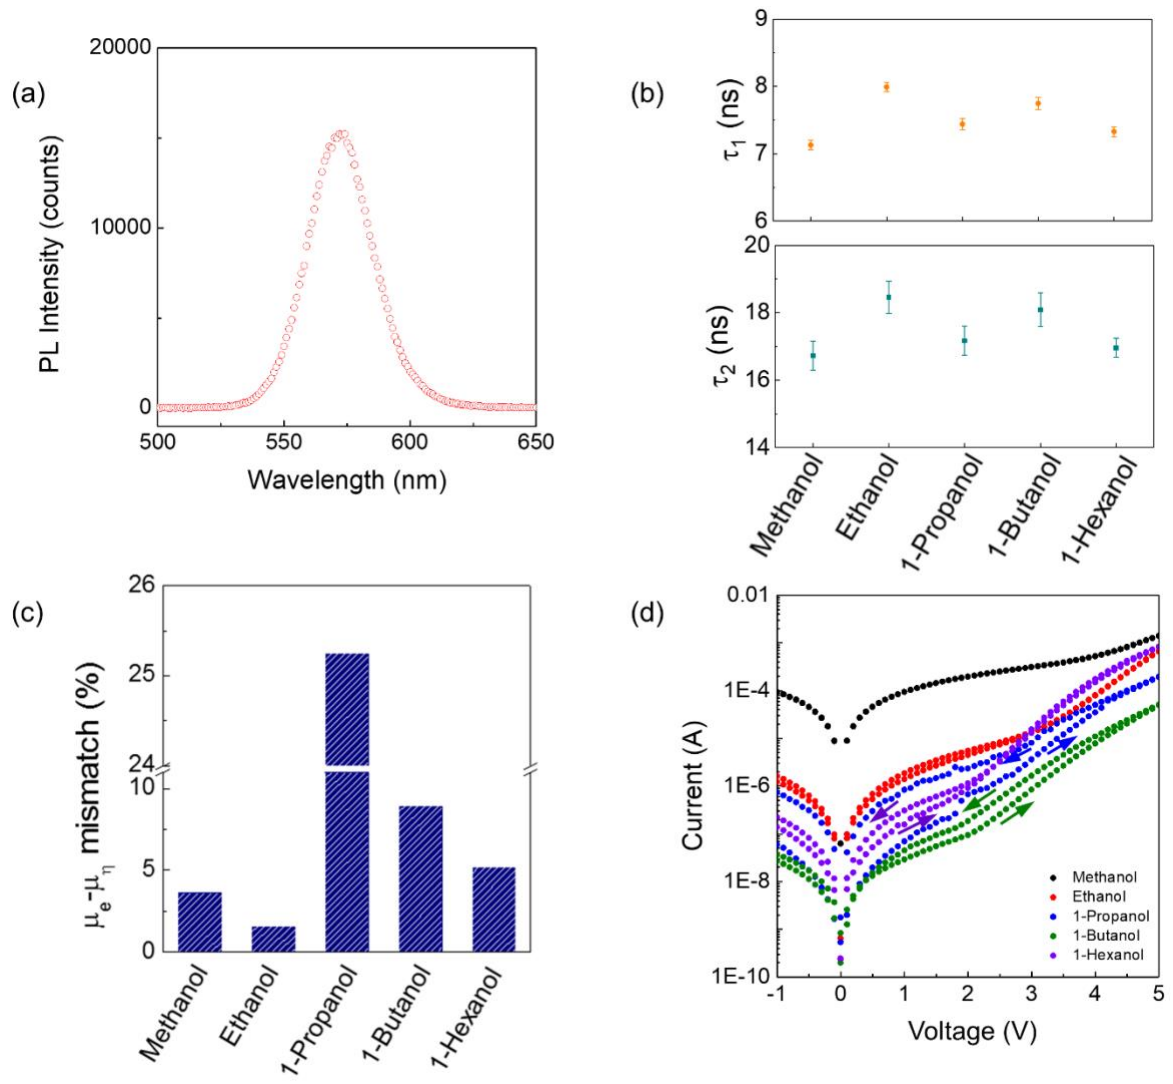 (a)
20000
10000
0
PL Intensity (counts)
500
550
600
650
Wavelength (nm)
(b)
9
8
7
6
τ1 (ns)
20
18
16
14
τ2 (ns)
Methanol
Ethanol
1-Propanol
1-Butanol
1-Hexanol
(c)
26
25
24
10
5
0
μe-μη mismatch (%)
Methanol
Ethanol
1-Propanol
1-Butanol
1-Hexanol
(d)
0.01
1E-4
1E-6
1E-8
1E-10
Current (A)
Methanol
Ethanol
1-Propanol
1-Butanol
1-Hexanol
-1
0
1
2
3
4
5
Voltage (V)